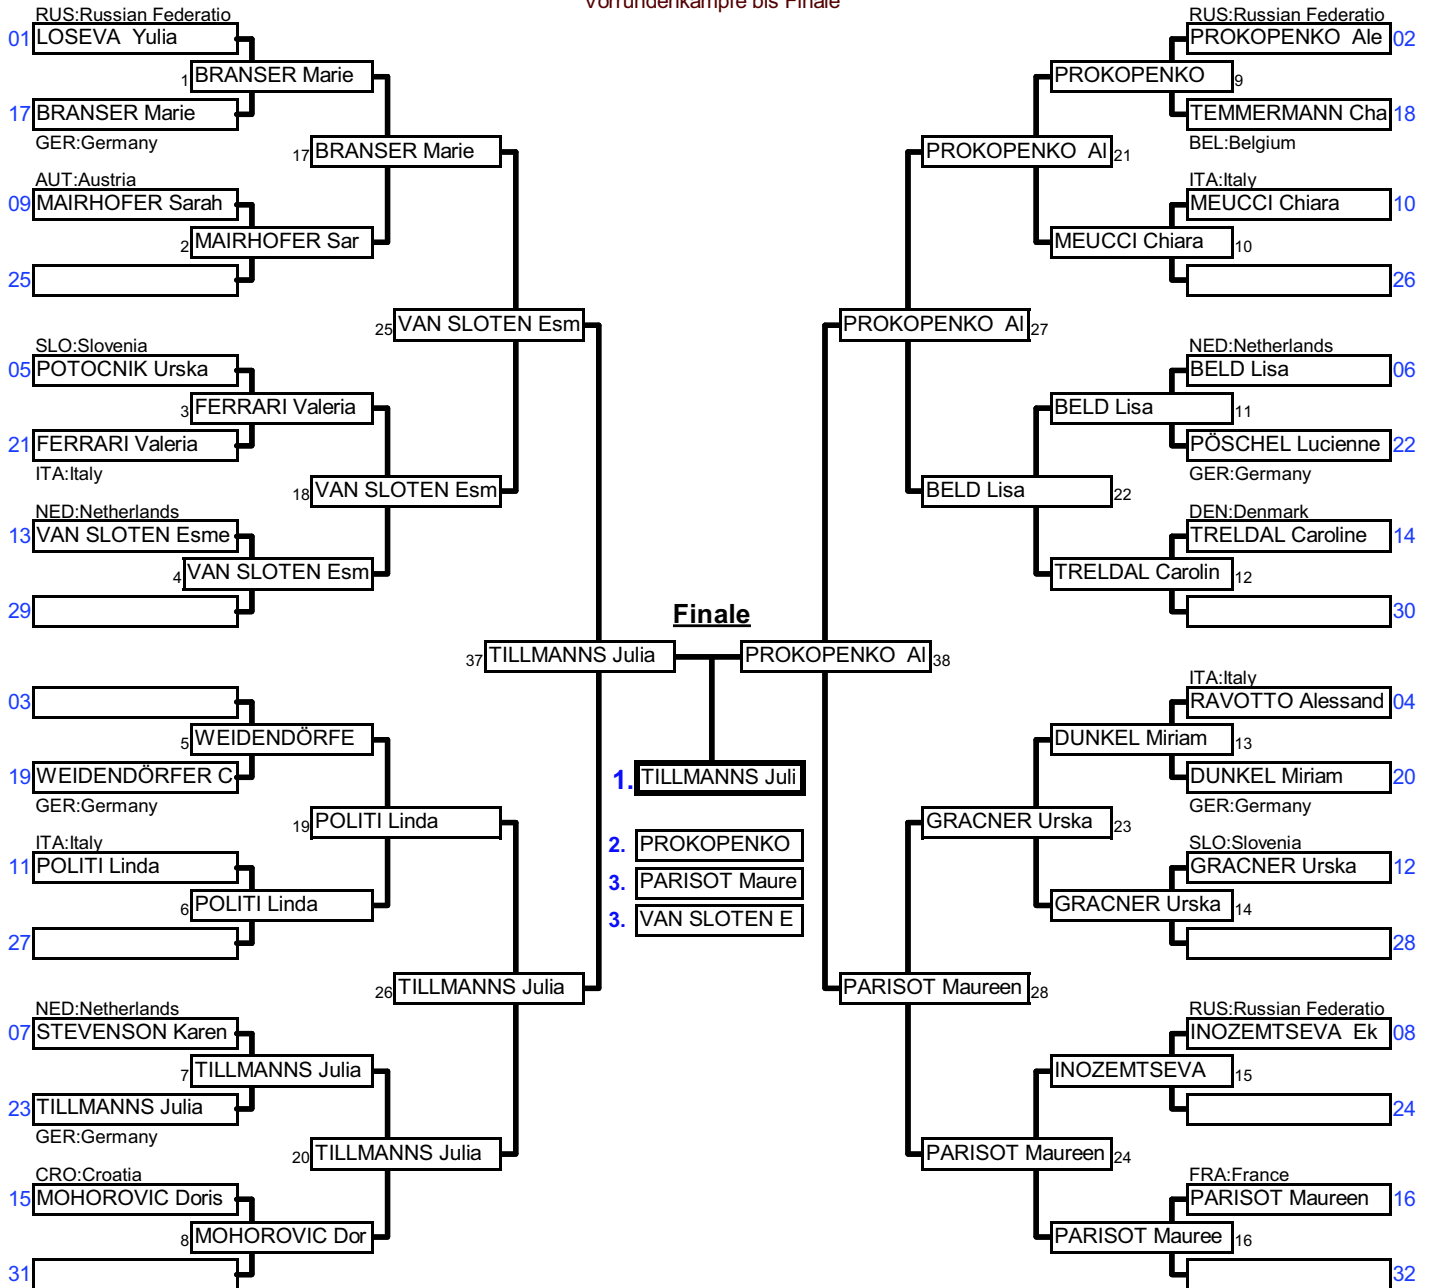 Vorrundenkämpfe bis Finale
RUS:Russian Federatio
01 LOSEVA Yulia
1 BRANSER Marie
17 BRANSER Marie
GER:Germany
17 BRANSER Marie
AUT:Austria
09 MAIRHOFER Sarah
2 MAIRHOFER Sar
25
25 VAN SLOTEN Esm
SLO:Slovenia
05 POTOCNIK Urska
3 FERRARI Valeria
21 FERRARI Valeria
ITA:Italy
18 VAN SLOTEN Esm
NED:Netherlands
13 VAN SLOTEN Esme
4 VAN SLOTEN Esm
29
37 TILLMANNS Julia
03
5 WEIDENDÖRFE
19 WEIDENDÖRFER C
GER:Germany
19 POLITI Linda
ITA:Italy
11 POLITI Linda
6 POLITI Linda
27
26 TILLMANNS Julia
NED:Netherlands
07 STEVENSON Karen
7 TILLMANNS Julia
23 TILLMANNS Julia
GER:Germany
20 TILLMANNS Julia
CRO:Croatia
15 MOHOROVIC Doris
8 MOHOROVIC Dor
31
Finale
1. TILLMANNS Juli
2. PROKOPENKO
3. PARISOT Maure
3. VAN SLOTEN E
RUS:Russian Federatio
PROKOPENKO Ale 02
PROKOPENKO 9
TEMMERMANN Cha 18
BEL:Belgium
PROKOPENKO Al 21
ITA:Italy
MEUCCI Chiara 10
MEUCCI Chiara 10
26
PROKOPENKO Al 27
NED:Netherlands
BELD Lisa 06
BELD Lisa 11
PÖSCHEL Lucienne 22
GER:Germany
BELD Lisa 22
DEN:Denmark
TRELDAL Caroline 14
TRELDAL Carolin 12
30
PROKOPENKO Al 38
ITA:Italy
RAVOTTO Alessand 04
DUNKEL Miriam 13
DUNKEL Miriam 20
GER:Germany
GRACNER Urska 23
SLO:Slovenia
GRACNER Urska 12
GRACNER Urska 14
28
PARISOT Maureen 28
RUS:Russian Federatio
INOZEMTSEVA Ek 08
INOZEMTSEVA 15
24
PARISOT Maureen 24
FRA:France
PARISOT Maureen 16
PARISOT Mauree 16
32